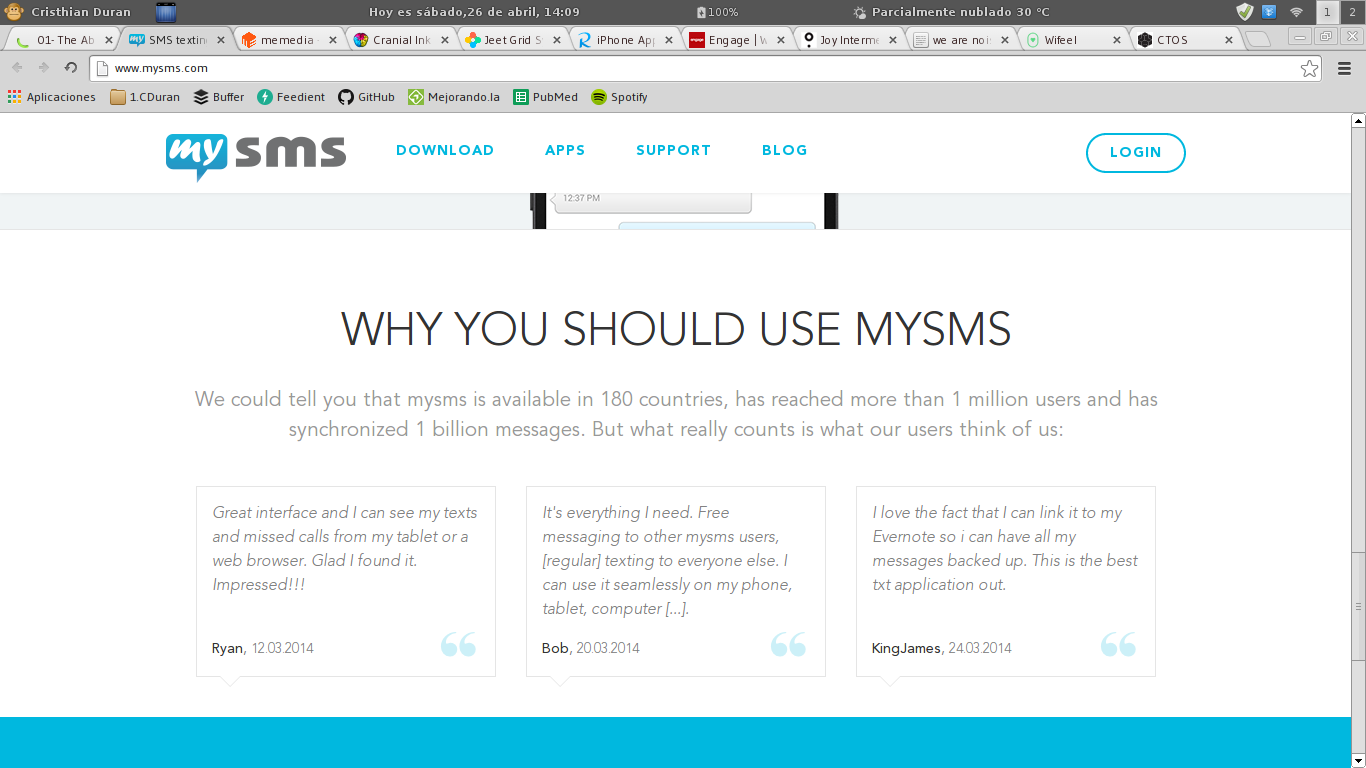 Cristhian Duran Hoy es sábado,26 de abril, 14:09 100% Parcialmente nublado 30 °C 1 2
01- The Ab SMS textin memedia - Cranial Ink Jeet Grid S iPhone App Engage | W Joy Interme we are nois Wifeel CTOS
www.mysms.com
Aplicaciones 1.CDuran Buffer Feedient GitHub Mejorando.la PubMed Spotify
my sms DOWNLOAD APPS SUPPORT BLOG LOGIN
12:37 PM
WHY YOU SHOULD USE MYSMS
We could tell you that mysms is available in 180 countries, has reached more than 1 million users and has
synchronized 1 billion messages. But what really counts is what our users think of us:
Great interface and I can see my texts
and missed calls from my tablet or a
web browser. Glad I found it.
Impressed!!!
Ryan, 12.03.2014
It's everything I need. Free
messaging to other mysms users,
[regular] texting to everyone else. I
can use it seamlessly on my phone,
tablet, computer [...].
Bob, 20.03.2014
I love the fact that I can link it to my
Evernote so i can have all my
messages backed up. This is the best
txt application out.
KingJames, 24.03.2014